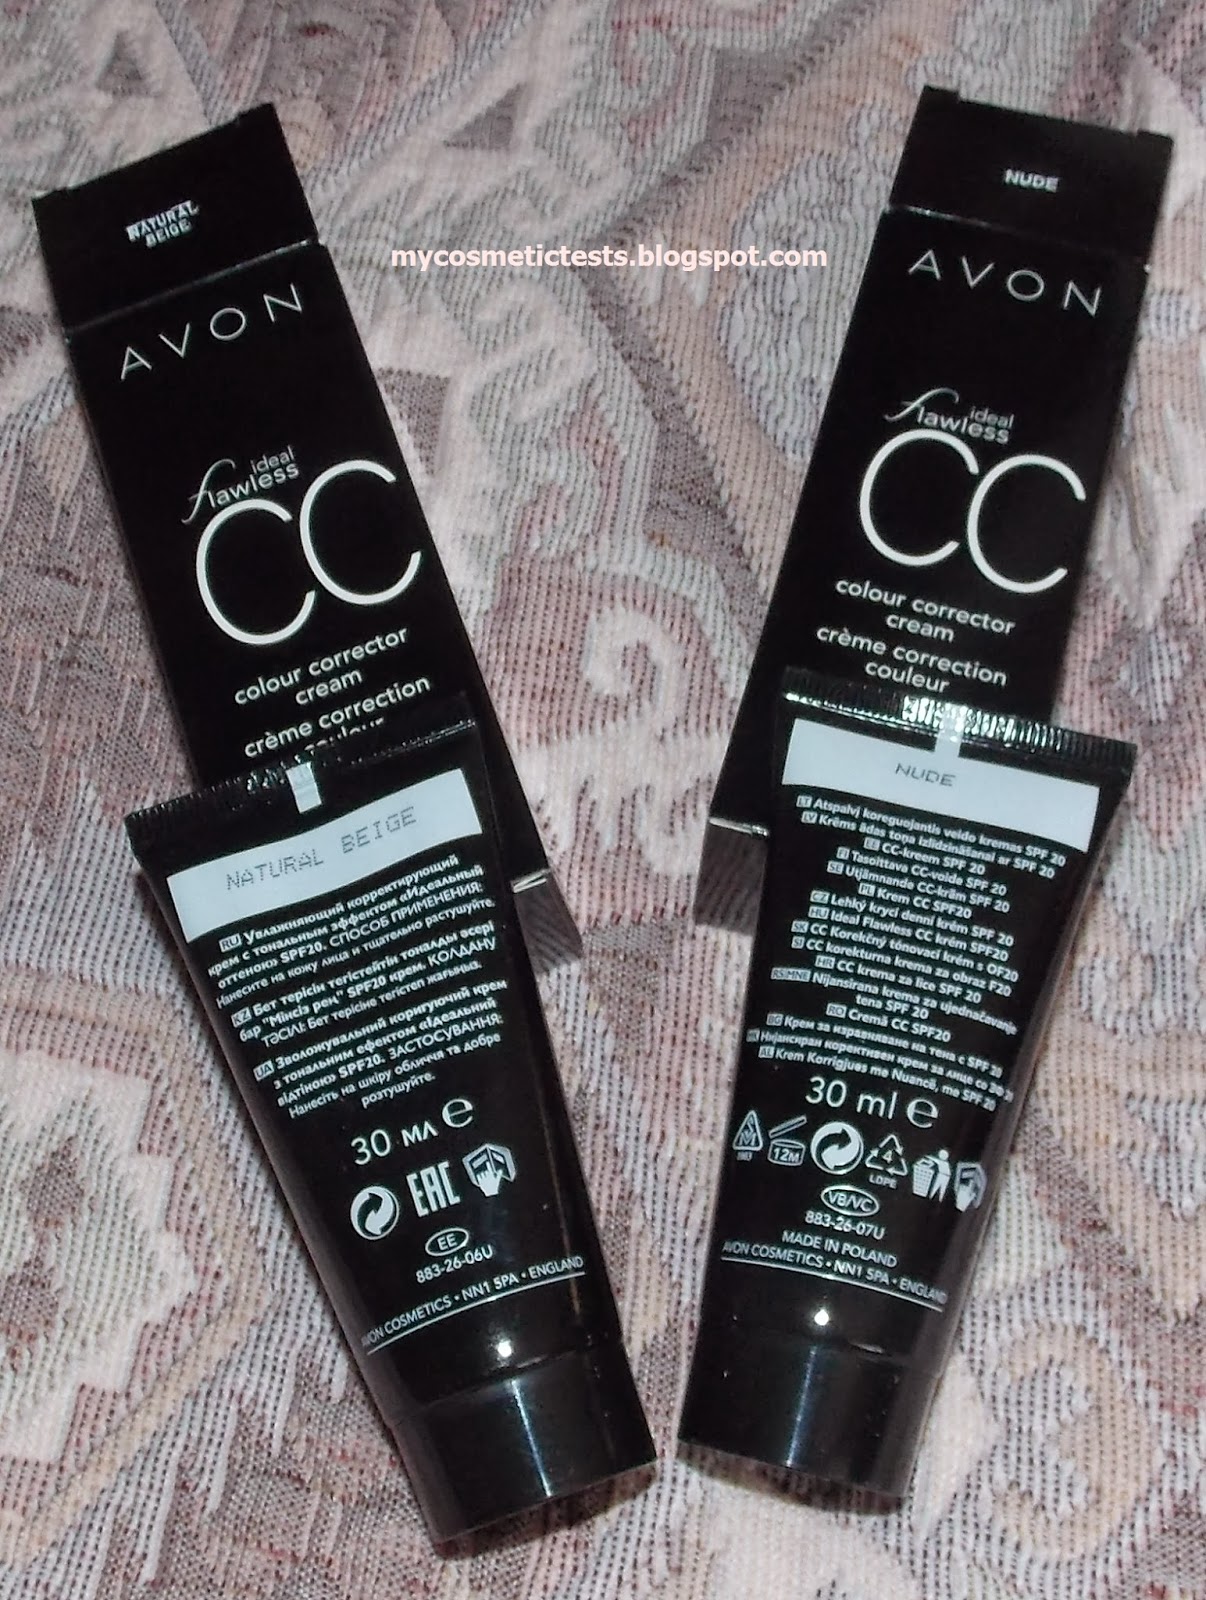 NATURAL
BEIGE
AVON
ideal
flawless
CC
colour corrector
cream
crème correction
couleur
NUDE
AVON
ideal
flawless
CC
colour corrector
cream
crème correction
couleur
mycosmetictests.blogspot.com
NATURAL BEIGE
RU Увлажняющий корректирующий
крем с тональным эффектом «Идеальный
оттенок» SPF20. СПОСОБ ПРИМЕНЕНИЯ:
Нанесите на кожу лица и тщательно растушуйте.
KZ Бет терісін тегістейтін тоналды әсері
бар "Мінсіз рең" SPF20 крем. ҚОЛДАНУ
ТӘСІЛІ: Бет терісіне тегістеп жағыңыз.
UA Зволожувальний коригуючий крем
з тональним ефектом «Ідеальний
відтінок» SPF20. ЗАСТОСУВАННЯ:
Нанесіть на шкіру обличчя та добре
розтушуйте.
30 мл e
EAC
EE
883-26-06U
AVON COSMETICS • NN1 5PA • ENGLAND
NUDE
LT Atspalvį koreguojantis veido kremas SPF 20
LV Krēms ādas toņa izlīdzināšanai ar SPF 20
EE CC-kreem SPF 20
FI Tasoittava CC-voide SPF 20
SE Utjämnande CC-kräm SPF 20
PL Krem CC SPF20
CZ Lehký krycí denní krém SPF 20
HU Ideal Flawless CC krém SPF20
SK CC Korekčný tónovací krém s OF20
SI CC korekturna krema za obraz F20
HR CC krema za lice SPF 20
RS/MNE Nijansirana krema za ujednačavanje
tena SPF 20
RO Cremă CC SPF20
BG Крем за изравняване на тена с SPF 20
Нијансиран корективен крем за лице со ЗФ 20
AL Krem Korrigjues me Nuancë, me SPF 20
30 ml e
12M
4
LDPE
VB/VC
883-26-07U
MADE IN POLAND
AVON COSMETICS • NN1 5PA • ENGLAND